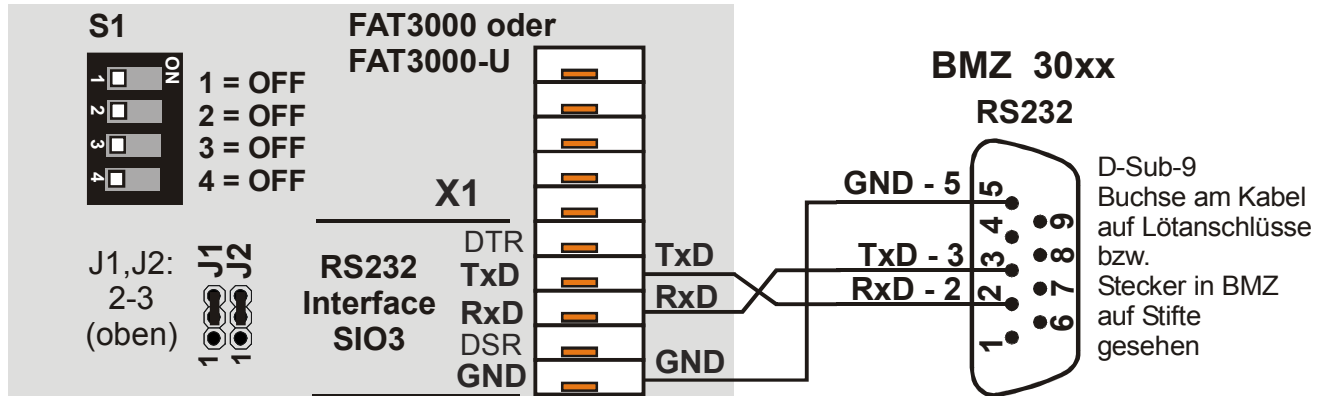 S1
ON
1
2
3
4
1 = OFF
2 = OFF
3 = OFF
4 = OFF
J1,J2:
2-3
(oben)
J1
J2
1
1
FAT3000 oder
FAT3000-U
X1
RS232
Interface
SIO3
DTR
TxD
RxD
DSR
GND
TxD
RxD
GND
BMZ 30xx
RS232
GND - 5
TxD - 3
RxD - 2
5
4
3
2
1
9
8
7
6
D-Sub-9
Buchse am Kabel
auf Lötanschlüsse
bzw.
Stecker in BMZ
auf Stifte
gesehen